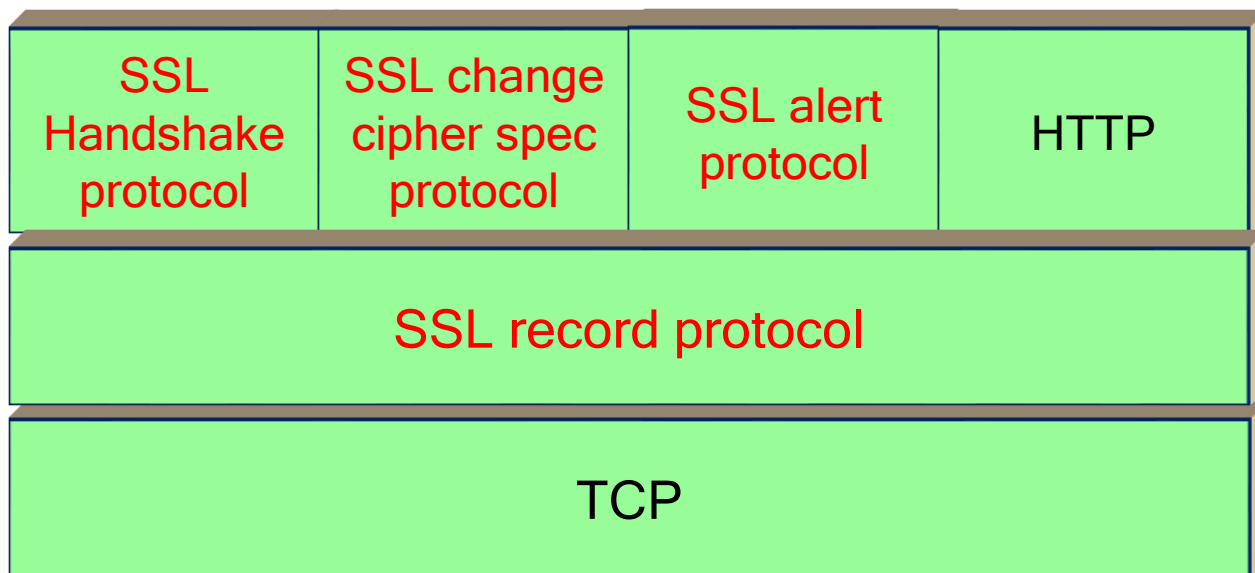 SSL
Handshake
protocol
SSL change
cipher spec
protocol
SSL alert
protocol
HTTP
SSL record protocol
TCP